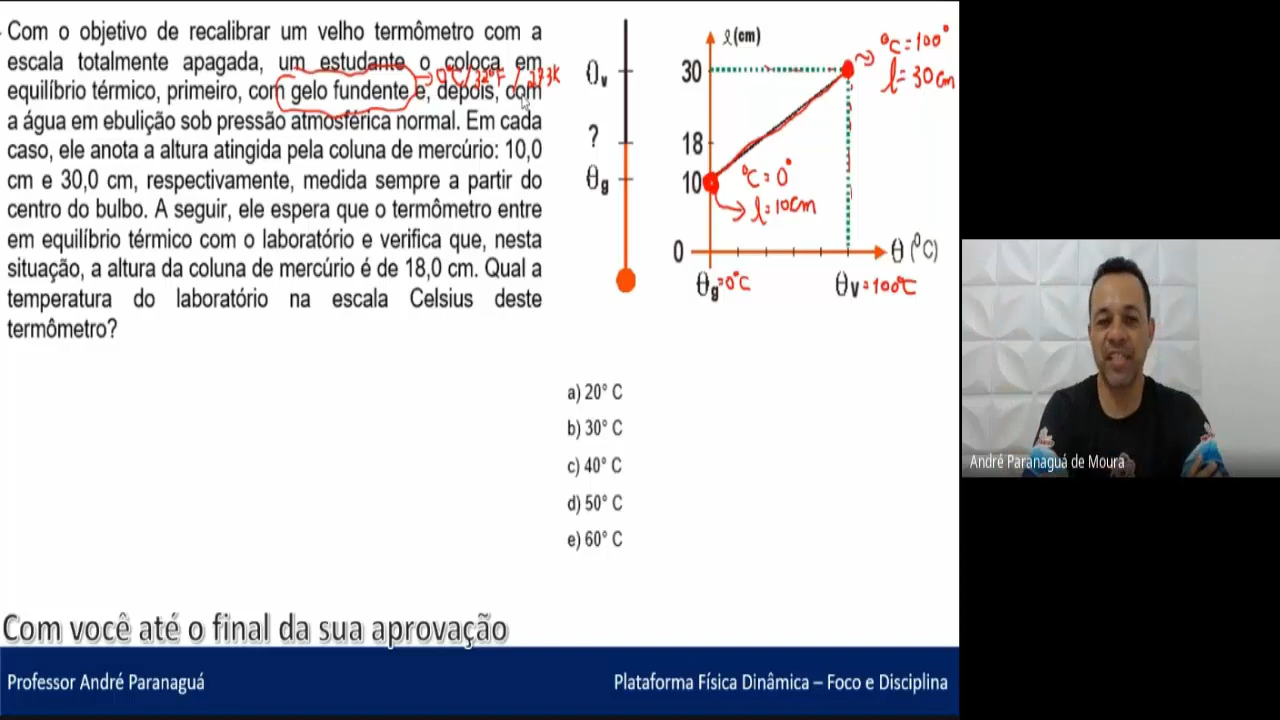 Com o objetivo de recalibrar um velho termômetro com a
escala totalmente apagada, um estudante o coloca em
equilíbrio térmico, primeiro, com gelo fundente e, depois, com
a água em ebulição sob pressão atmosférica normal. Em cada
caso, ele anota a altura atingida pela coluna de mercúrio: 10,0
cm e 30,0 cm, respectivamente, medida sempre a partir do
centro do bulbo. A seguir, ele espera que o termômetro entre
em equilíbrio térmico com o laboratório e verifica que, nesta
situação, a altura da coluna de mercúrio é de 18,0 cm. Qual a
temperatura do laboratório na escala Celsius deste
termômetro?
0°C/32°F/273K
θv
?
θg
ℓ(cm)
30
18
10
0
θ (°C)
°C=100°
l=30cm
°C=0°
l=10cm
θg=0°C
θv=100°C
a) 20° C
b) 30° C
c) 40° C
d) 50° C
e) 60° C
André Paranaguá de Moura
Com você até o final da sua aprovação
Professor André Paranaguá
Plataforma Física Dinâmica – Foco e Disciplina